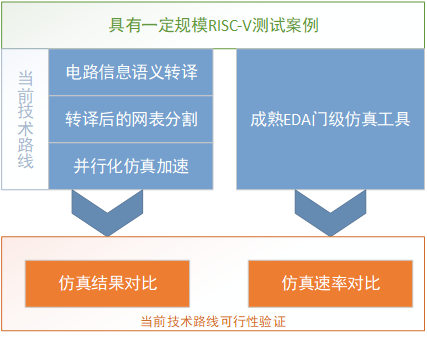 具有一定规模RISC-V测试案例
当前技术路线
电路信息语义转译
转译后的网表分割
并行化仿真加速
成熟EDA门级仿真工具
仿真结果对比
仿真速率对比
当前技术路线可行性验证